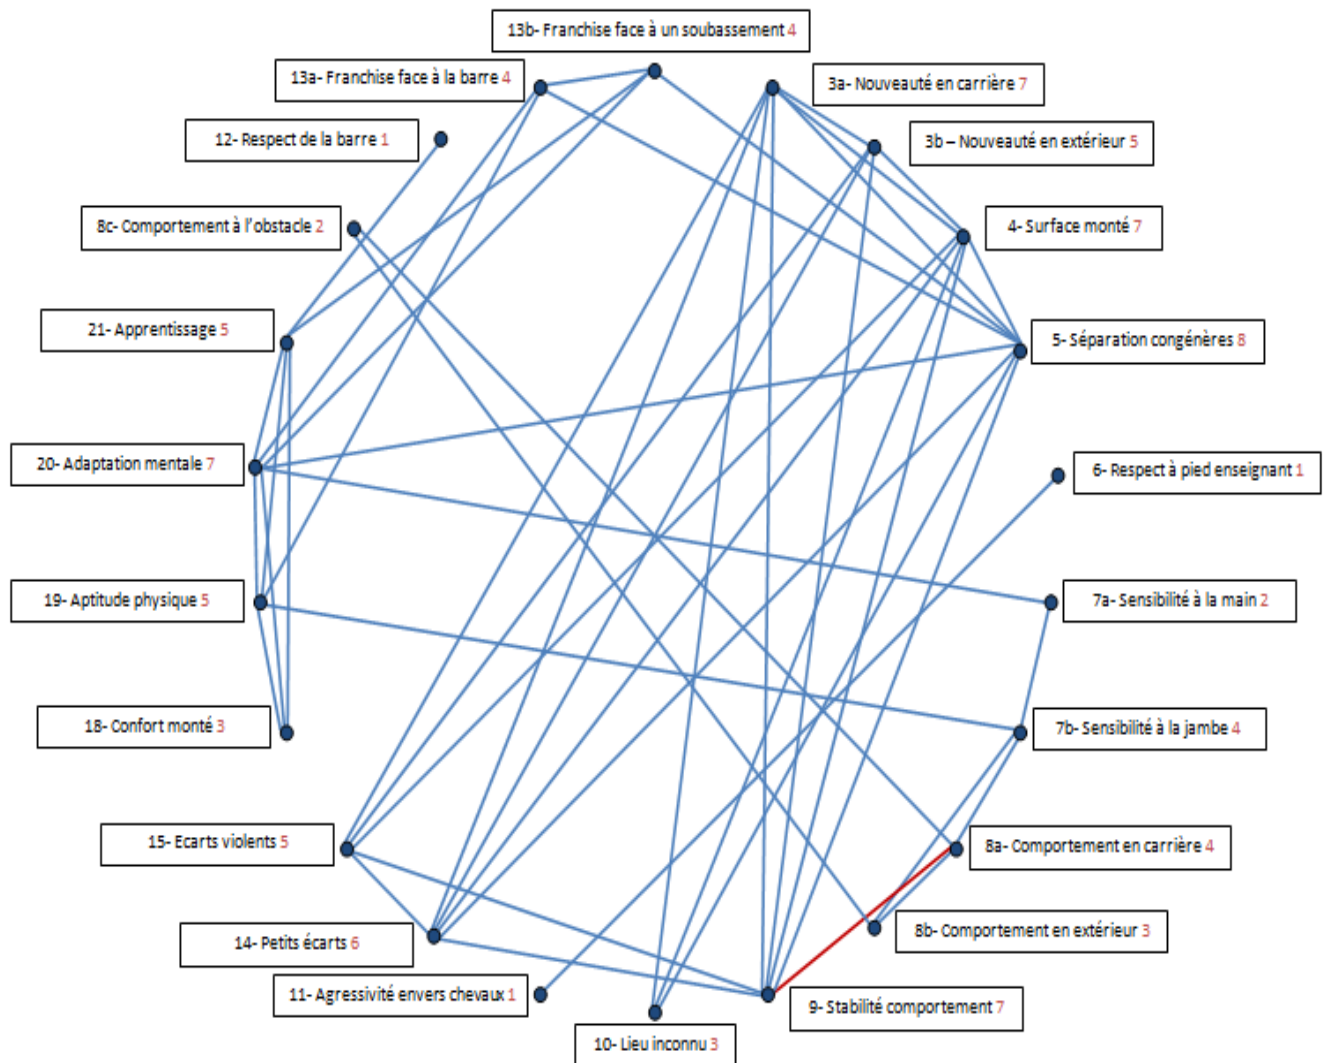 13b- Franchise face à un soubassement 4
13a- Franchise face à la barre 4
3a- Nouveauté en carrière 7
12- Respect de la barre 1
3b – Nouveauté en extérieur 5
8c- Comportement à l'obstacle 2
4- Surface monté 7
21- Apprentissage 5
5- Séparation congénères 8
20- Adaptation mentale 7
6- Respect à pied enseignant 1
19- Aptitude physique 5
7a- Sensibilité à la main 2
18- Confort monté 3
7b- Sensibilité à la jambe 4
15- Ecarts violents 5
8a- Comportement en carrière 4
14- Petits écarts 6
8b- Comportement en extérieur 3
11- Agressivité envers chevaux 1
9- Stabilité comportement 7
10- Lieu inconnu 3